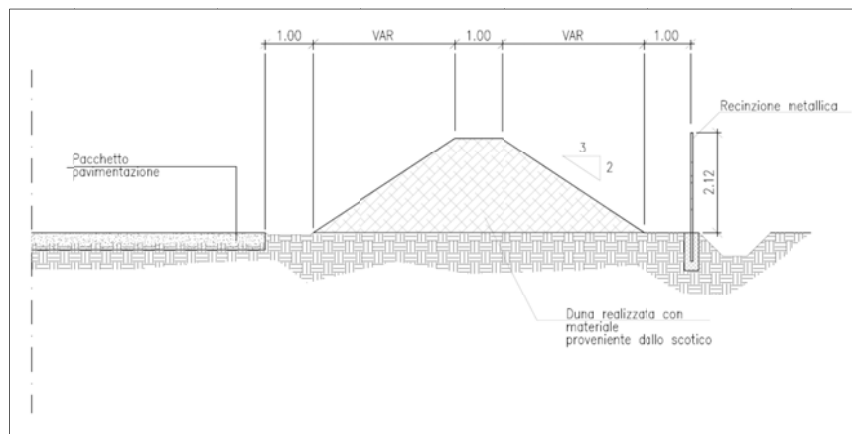 1.00 VAR 1.00 VAR 1.00
Recinzione metallica
3
2
2.12
Pacchetto
pavimentazione
Duna realizzata con
materiale
proveniente dallo scotico